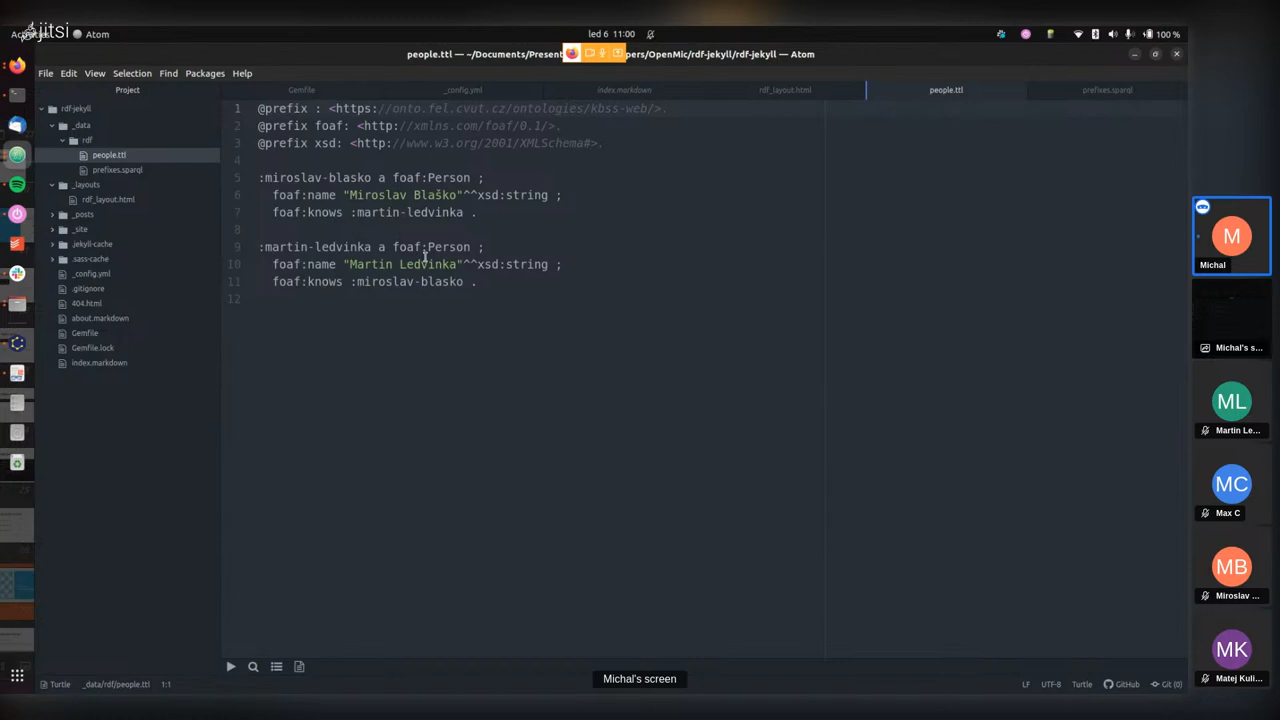 jitsi
Atom
led 6 11:00
100 %
people.ttl — ~/Documents/Present
pers/OpenMic/rdf-jekyll/rdf-jekyll — Atom
File Edit View Selection Find Packages Help
Project
Gemfile
_config.yml
index.markdown
rdf_layout.html
people.ttl
prefixes.sparql
rdf-jekyll
_data
rdf
people.ttl
prefixes.sparql
_layouts
rdf_layout.html
_posts
_site
.jekyll-cache
.sass-cache
_config.yml
.gitignore
404.html
about.markdown
Gemfile
Gemfile.lock
index.markdown
1 @prefix : <https://onto.fel.cvut.cz/ontologies/kbss-web/>.
2 @prefix foaf: <http://xmlns.com/foaf/0.1/>.
3 @prefix xsd: <http://www.w3.org/2001/XMLSchema#>.
4
5 :miroslav-blasko a foaf:Person ;
6 foaf:name "Miroslav Blaško"^^xsd:string ;
7 foaf:knows :martin-ledvinka .
8
9 :martin-ledvinka a foaf:Person ;
10 foaf:name "Martin Ledvinka"^^xsd:string ;
11 foaf:knows :miroslav-blasko .
12
M
Michal
Michal's s...
ML
Martin Le...
MC
Max C
MB
Miroslav ...
MK
Matej Kuli...
Michal's screen
Turtle _data/rdf/people.ttl 1:1
LF UTF-8 Turtle GitHub Git (0)